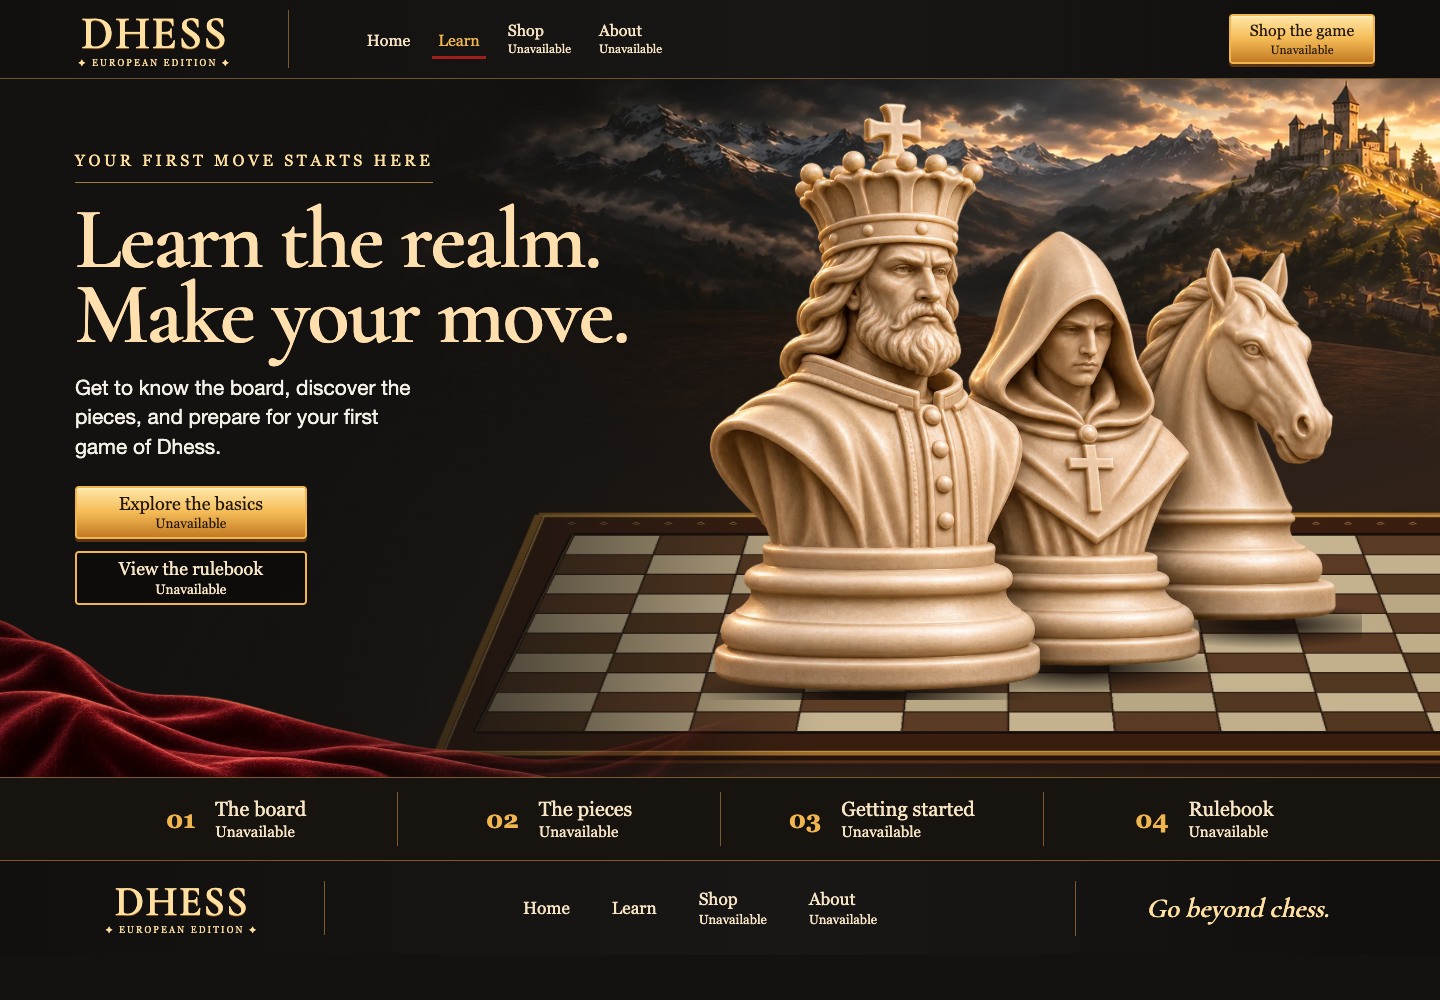 DHESS
✦ EUROPEAN EDITION ✦
Home
Learn
Shop
Unavailable
About
Unavailable
Shop the game
Unavailable
YOUR FIRST MOVE STARTS HERE
Learn the realm.
Make your move.
Get to know the board, discover the
pieces, and prepare for your first
game of Dhess.
Explore the basics
Unavailable
View the rulebook
Unavailable
01
The board
Unavailable
02
The pieces
Unavailable
03
Getting started
Unavailable
04
Rulebook
Unavailable
DHESS
✦ EUROPEAN EDITION ✦
Home
Learn
Shop
Unavailable
About
Unavailable
Go beyond chess.